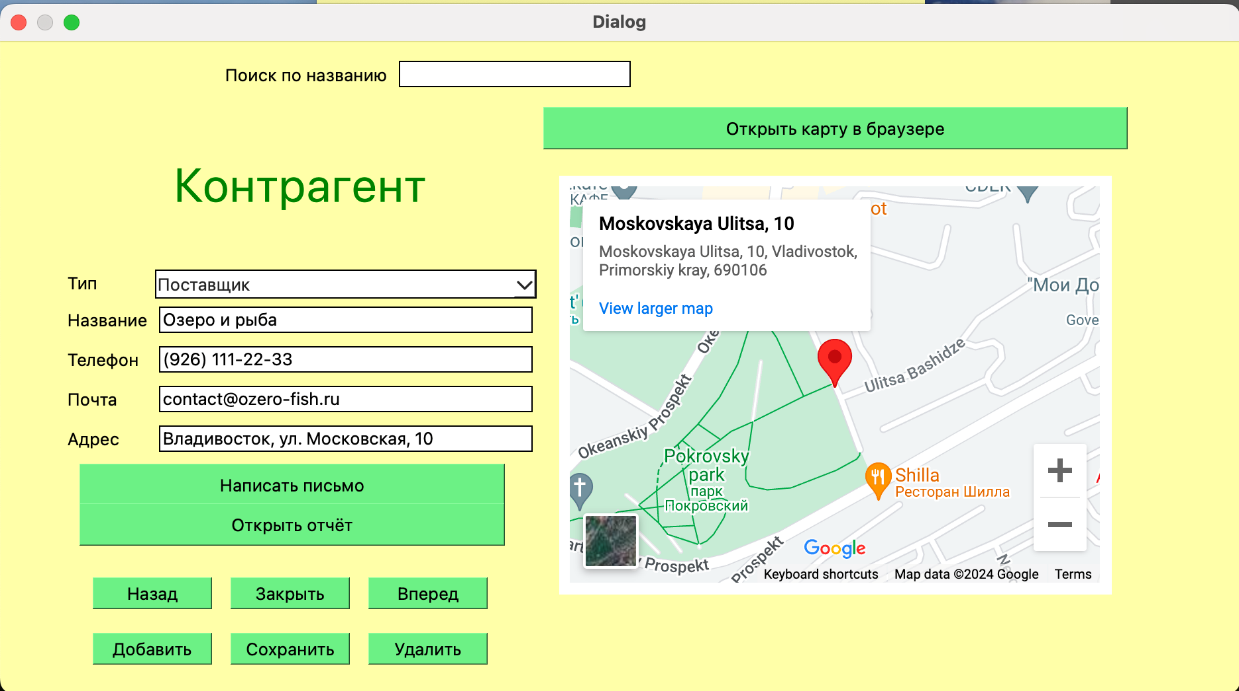 Dialog
Поиск по названию
Открыть карту в браузере
Контрагент
Тип
Поставщик
Название
Озеро и рыба
Телефон
(926) 111-22-33
Почта
contact@ozero-fish.ru
Адрес
Владивосток, ул. Московская, 10
Написать письмо
Открыть отчёт
Назад
Закрыть
Вперед
Добавить
Сохранить
Удалить
КАФЕ
CDEK
ot
Moskovskaya Ulitsa, 10
Moskovskaya Ulitsa, 10, Vladivostok,
Primorskiy kray, 690106
View larger map
"Мои До
Gove
Ulitsa Bashidze
Okeanskiy Prospekt
Pokrovsky
park
парк
Покровский
Shilla
Ресторан Шилла
Prospekt
Prospekt
Google
Keyboard shortcuts
Map data ©2024 Google
Terms